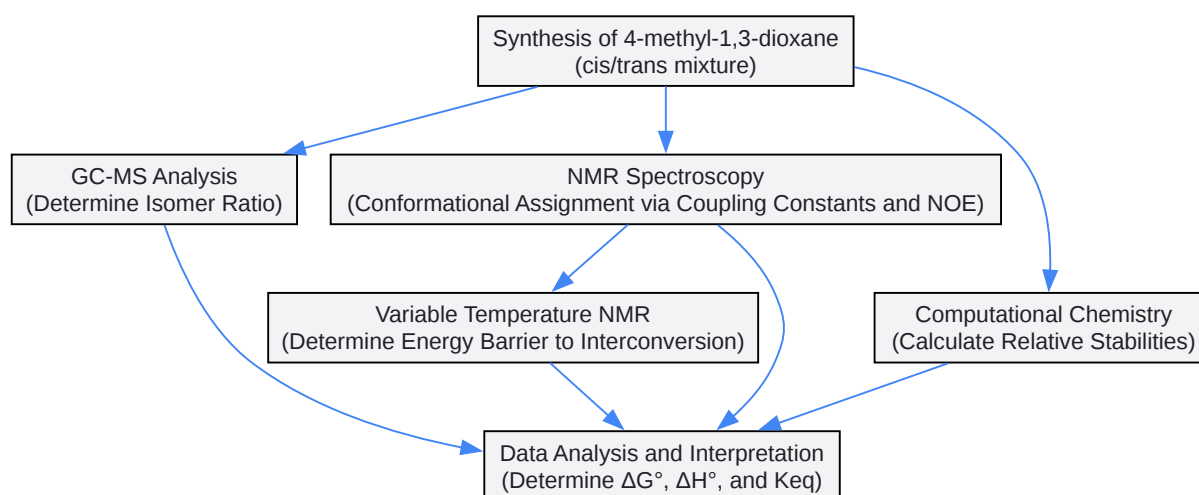 Synthesis of 4-methyl-1,3-dioxane
(cis/trans mixture)
GC-MS Analysis
(Determine Isomer Ratio)
NMR Spectroscopy
(Conformational Assignment via Coupling Constants and NOE)
Variable Temperature NMR
(Determine Energy Barrier to Interconversion)
Computational Chemistry
(Calculate Relative Stabilities)
Data Analysis and Interpretation
(Determine ΔG°, ΔH°, and Keq)